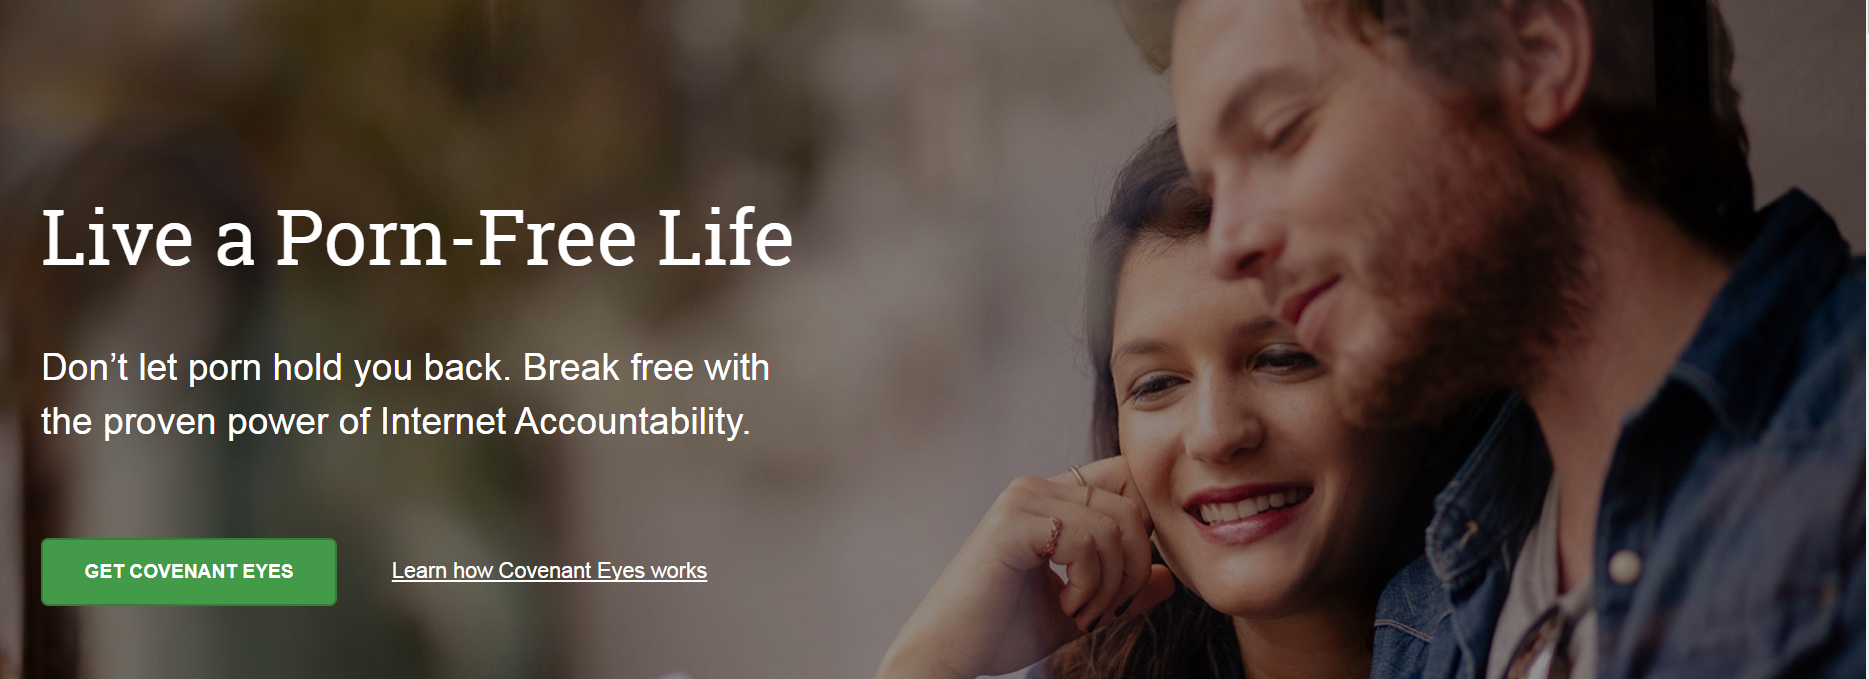 Live a Porn-Free Life
Don’t let porn hold you back. Break free with
the proven power of Internet Accountability.
GET COVENANT EYES
Learn how Covenant Eyes works